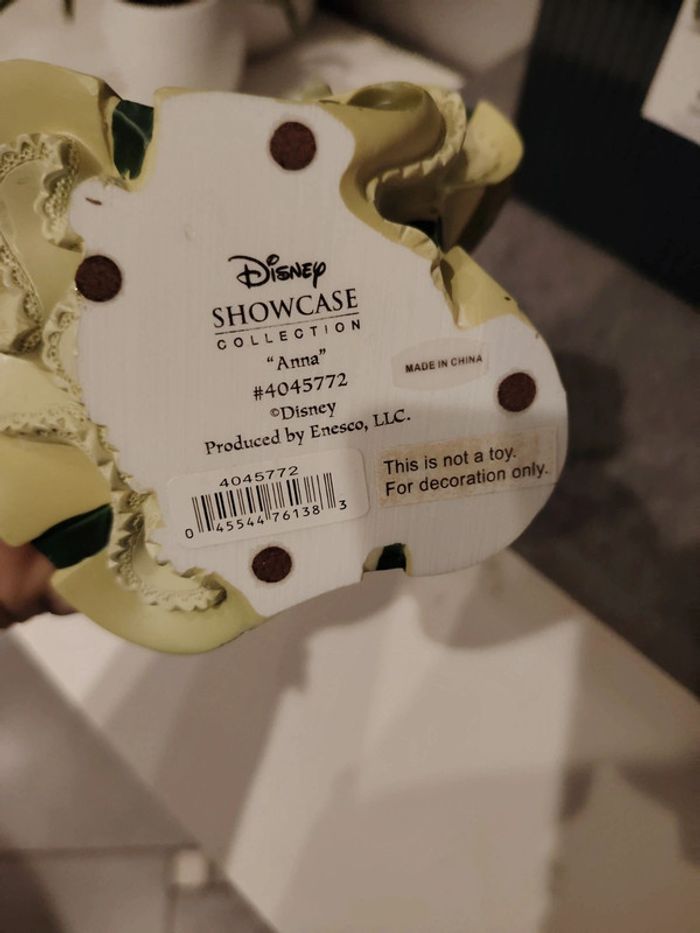 Disney
SHOWCASE
COLLECTION
“Anna”
#4045772
©Disney
Produced by Enesco, LLC.
MADE IN CHINA
4045772
0 45544 76138 3
This is not a toy.
For decoration only.